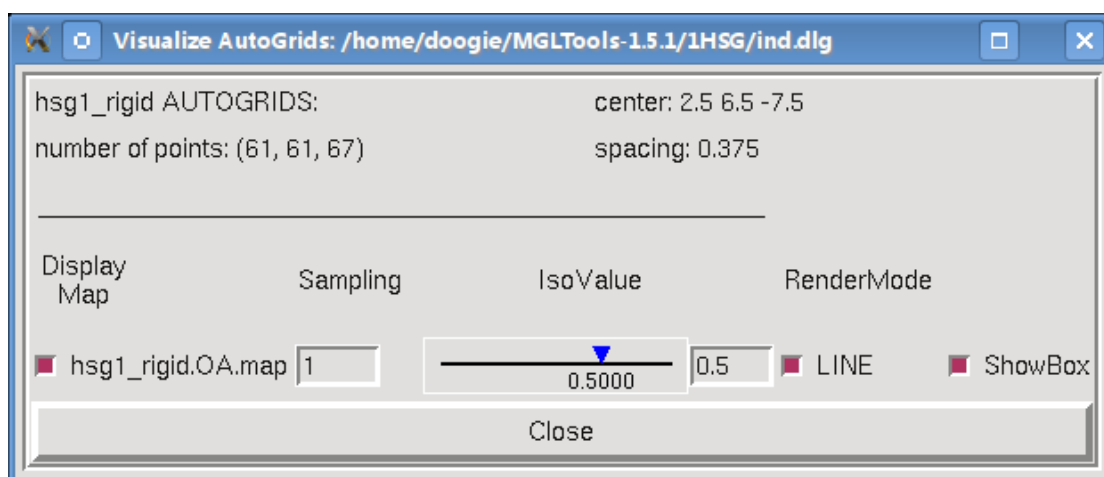 Visualize AutoGrids: /home/doogie/MGLTools-1.5.1/1HSG/ind.dlg
hsg1_rigid AUTOGRIDS: center: 2.5 6.5 -7.5
number of points: (61, 61, 67) spacing: 0.375
Display
Map
Sampling IsoValue RenderMode
hsg1_rigid.OA.map 1 0.5000 0.5 LINE ShowBox
Close